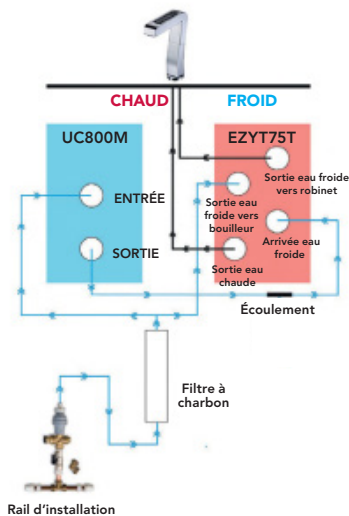 CHAUD FROID
UC800M
EZYT75T
ENTRÉE
SORTIE
Sortie eau froide
vers robinet
Sortie eau
froide vers
bouilleur
Arrivée eau
froide
Sortie eau
chaude
Écoulement
Filtre à
charbon
Rail d'installation